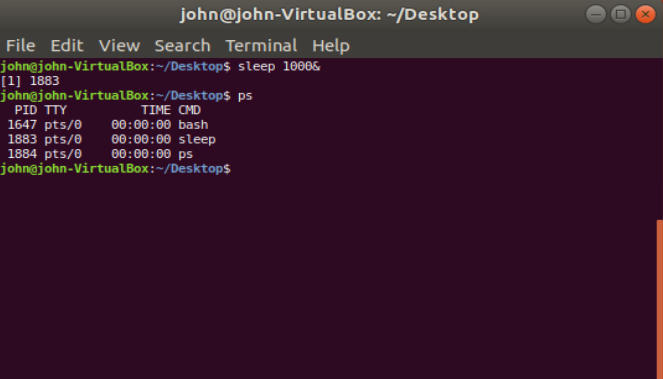 john@john-VirtualBox: ~/Desktop
File Edit View Search Terminal Help
john@john-VirtualBox:~/Desktop$ sleep 1000&
[1] 1883
john@john-VirtualBox:~/Desktop$ ps
  PID TTY          TIME CMD
 1647 pts/0    00:00:00 bash
 1883 pts/0    00:00:00 sleep
 1884 pts/0    00:00:00 ps
john@john-VirtualBox:~/Desktop$